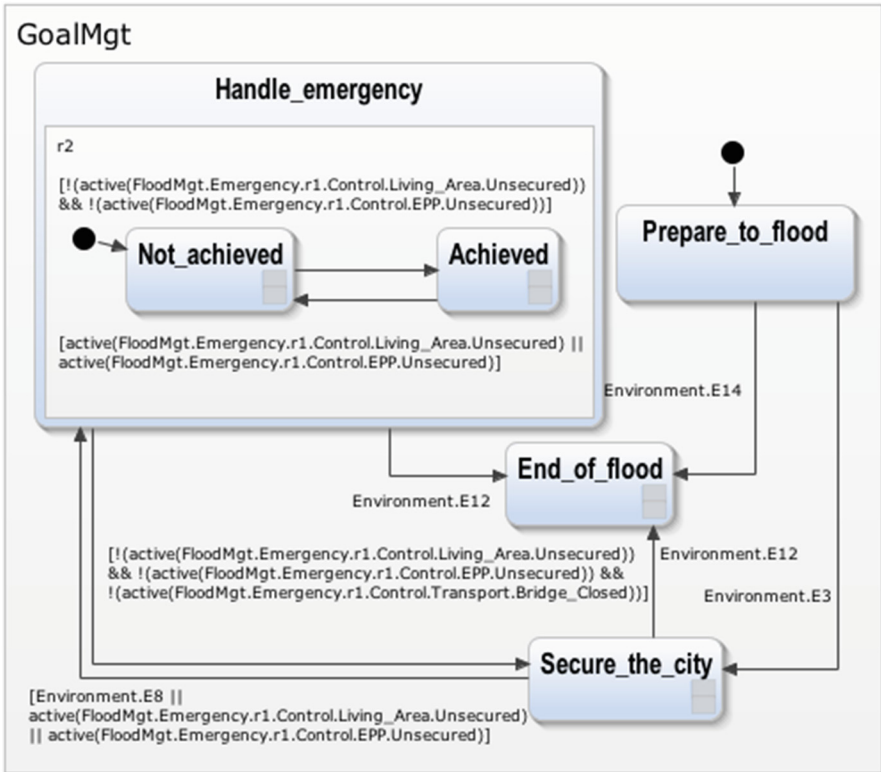 GoalMgt
Handle_emergency
r2
[!(active(FloodMgt.Emergency.r1.Control.Living_Area.Unsecured))
&& !(active(FloodMgt.Emergency.r1.Control.EPP.Unsecured))]
Not_achieved
Achieved
[active(FloodMgt.Emergency.r1.Control.Living_Area.Unsecured) ||
active(FloodMgt.Emergency.r1.Control.EPP.Unsecured)]
Prepare_to_flood
Environment.E14
End_of_flood
Environment.E12
[!(active(FloodMgt.Emergency.r1.Control.Living_Area.Unsecured))
&& !(active(FloodMgt.Emergency.r1.Control.EPP.Unsecured)) &&
!(active(FloodMgt.Emergency.r1.Control.Transport.Bridge_Closed))]
Environment.E12
Environment.E3
Secure_the_city
[Environment.E8 ||
active(FloodMgt.Emergency.r1.Control.Living_Area.Unsecured)
|| active(FloodMgt.Emergency.r1.Control.EPP.Unsecured)]